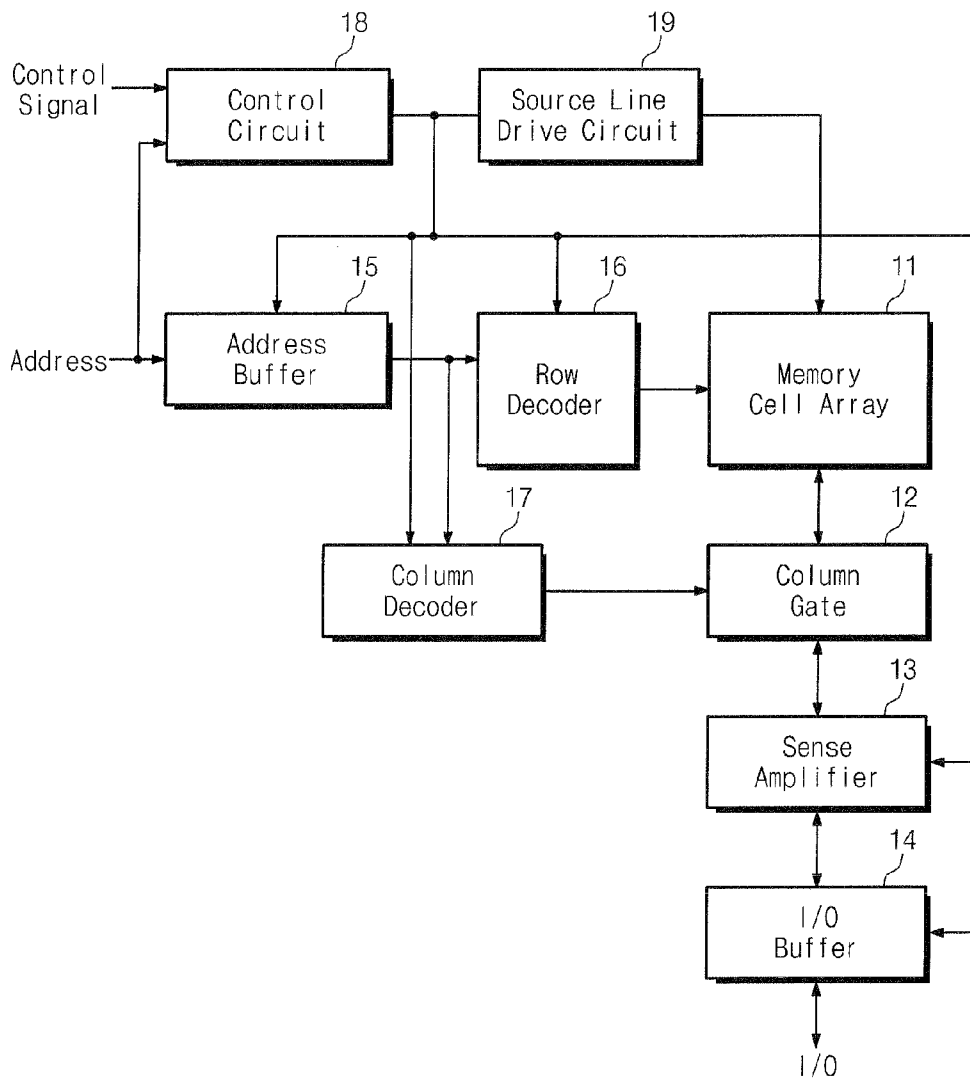 18
19
Control
Signal
Control
Circuit
Source Line
Drive Circuit
15
16
11
Address
Address
Buffer
Row
Decoder
Memory
Cell Array
17
12
Column
Decoder
Column
Gate
13
Sense
Amplifier
14
I/O
Buffer
I/O